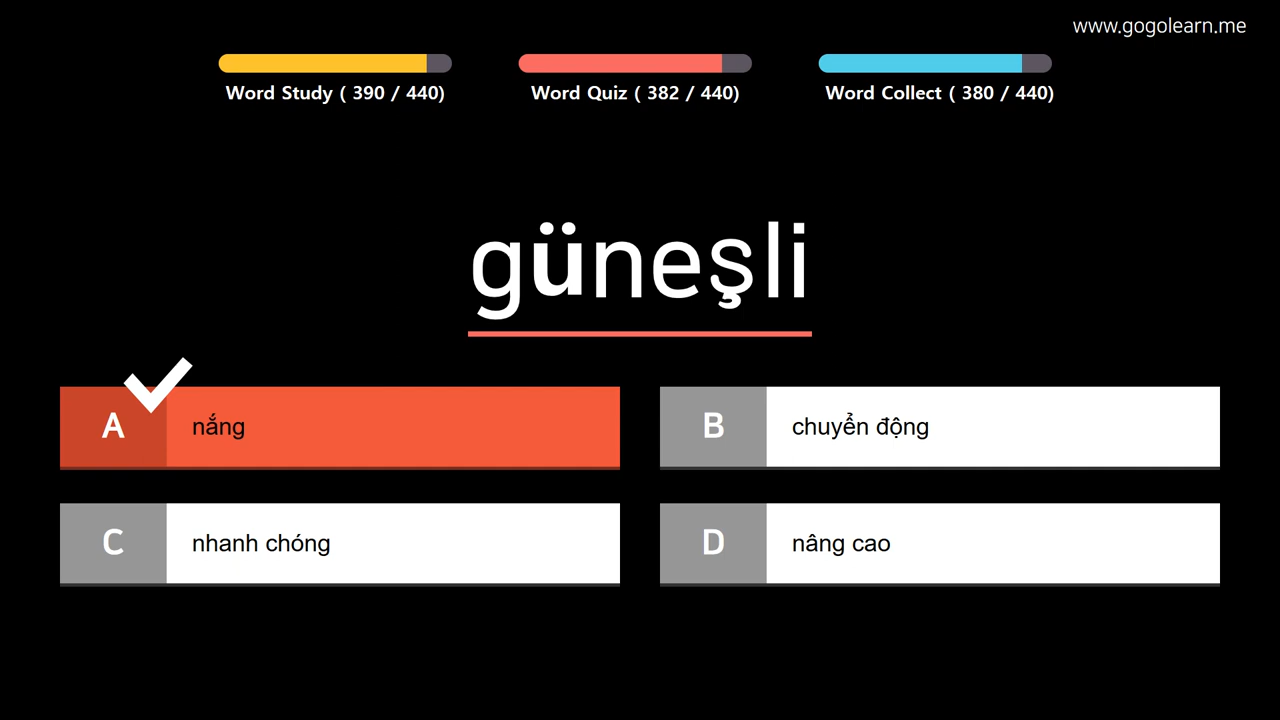 www.gogolearn.me
Word Study ( 390 / 440)
Word Quiz ( 382 / 440)
Word Collect ( 380 / 440)
güneşli
A nắng
B chuyển động
C nhanh chóng
D nâng cao